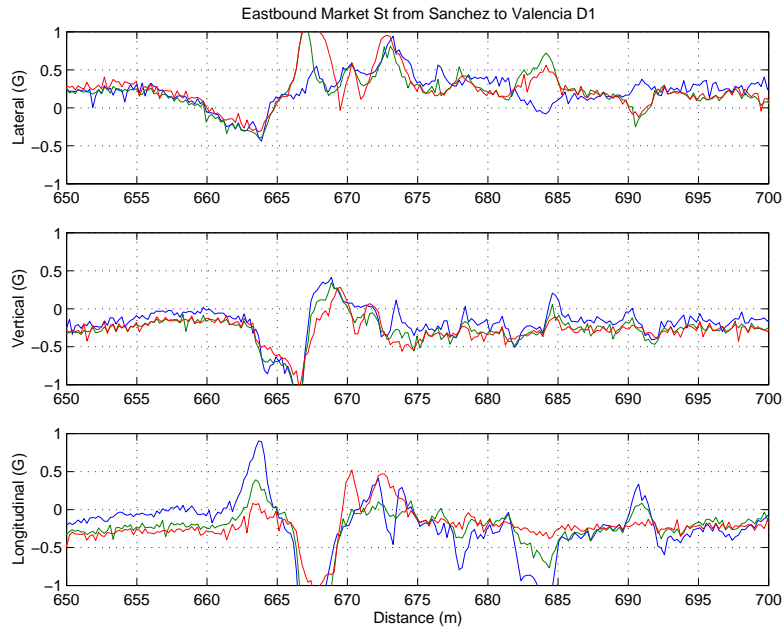 Eastbound Market St from Sanchez to Valencia D1
1
0.5
0
−0.5
−1
Lateral (G)
650 655 660 665 670 675 680 685 690 695 700
1
0.5
0
−0.5
−1
Vertical (G)
650 655 660 665 670 675 680 685 690 695 700
1
0.5
0
−0.5
−1
Longitudinal (G)
650 655 660 665 670 675 680 685 690 695 700
Distance (m)